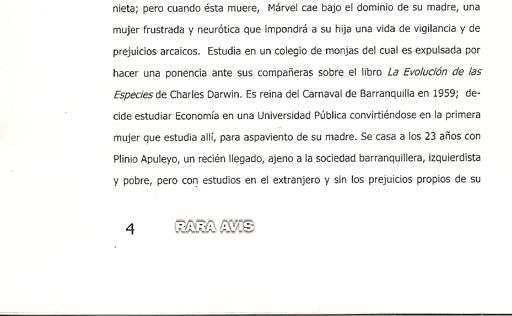 nieta; pero cuando ésta muere, Márvel cae bajo el dominio de su madre, una
mujer frustrada y neurótica que impondrá a su hija una vida de vigilancia y de
prejuicios arcaicos. Estudia en un colegio de monjas del cual es expulsada por
hacer una ponencia ante sus compañeras sobre el libro La Evolución de las
Especies de Charles Darwin. Es reina del Carnaval de Barranquilla en 1959; de-
cide estudiar Economía en una Universidad Pública convirtiéndose en la primera
mujer que estudia allí, para aspaviento de su madre. Se casa a los 23 años con
Plinio Apuleyo, un recién llegado, ajeno a la sociedad barranquillera, izquierdista
y pobre, pero con estudios en el extranjero y sin los prejuicios propios de su
4 RARA AVIS